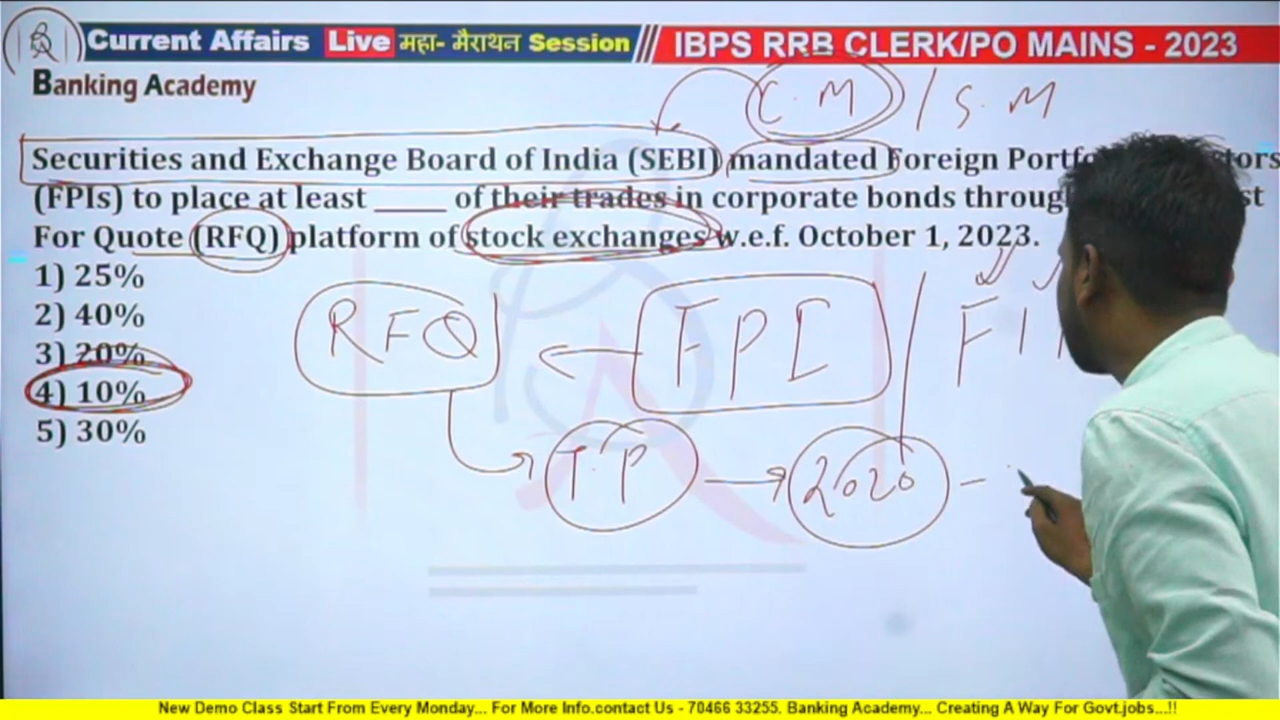 Current Affairs Live महा- मैराथन Session IBPS RRB CLERK/PO MAINS - 2023
Banking Academy
C. M / S. M
Securities and Exchange Board of India (SEBI) mandated Foreign
(FPIs) to place at least _____ of their trades in corporate bonds
For Quote (RFQ) platform of stock exchanges w.e.f. October 1, 2023.
1) 25%
2) 40%
3) 20%
4) 10%
5) 30%
RFQ
FPI
T. P
2020 -
New Demo Class Start From Every Monday... For More Info.contact Us - 70466 33255. Banking Academy... Creating A Way For Govt.jobs...!!